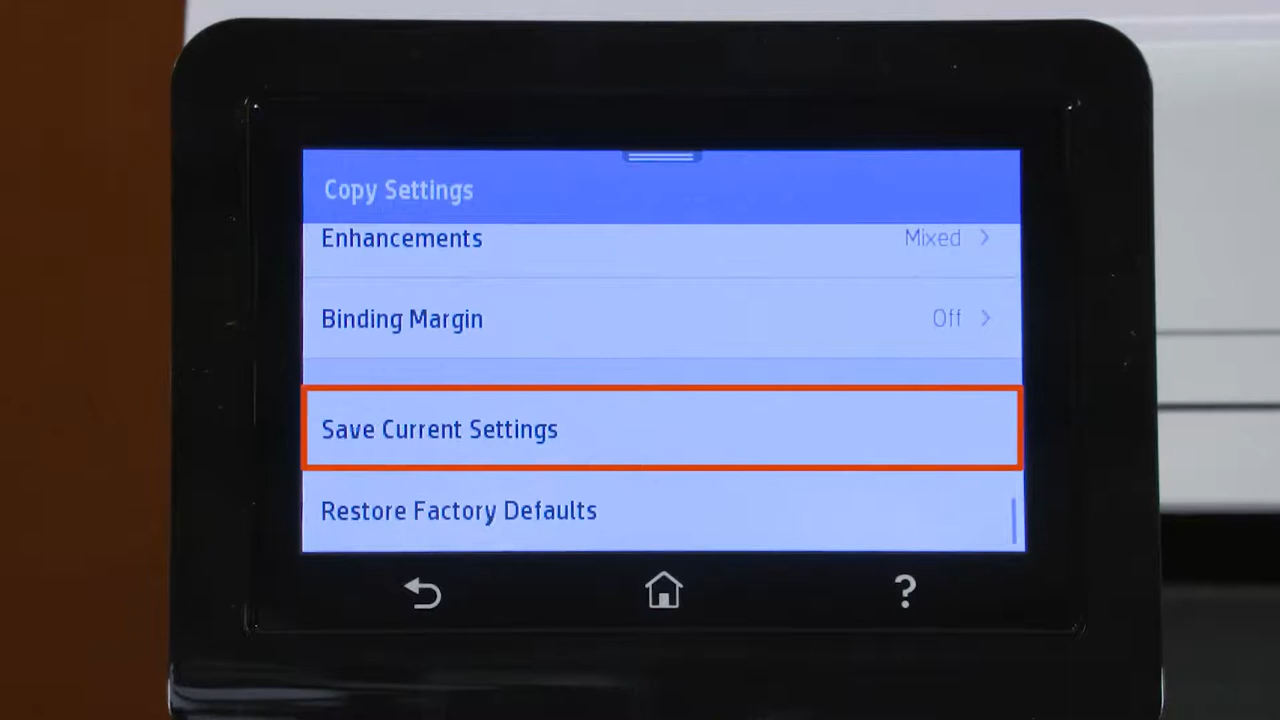 Copy Settings
Enhancements Mixed >
Binding Margin Off >
Save Current Settings
Restore Factory Defaults
?